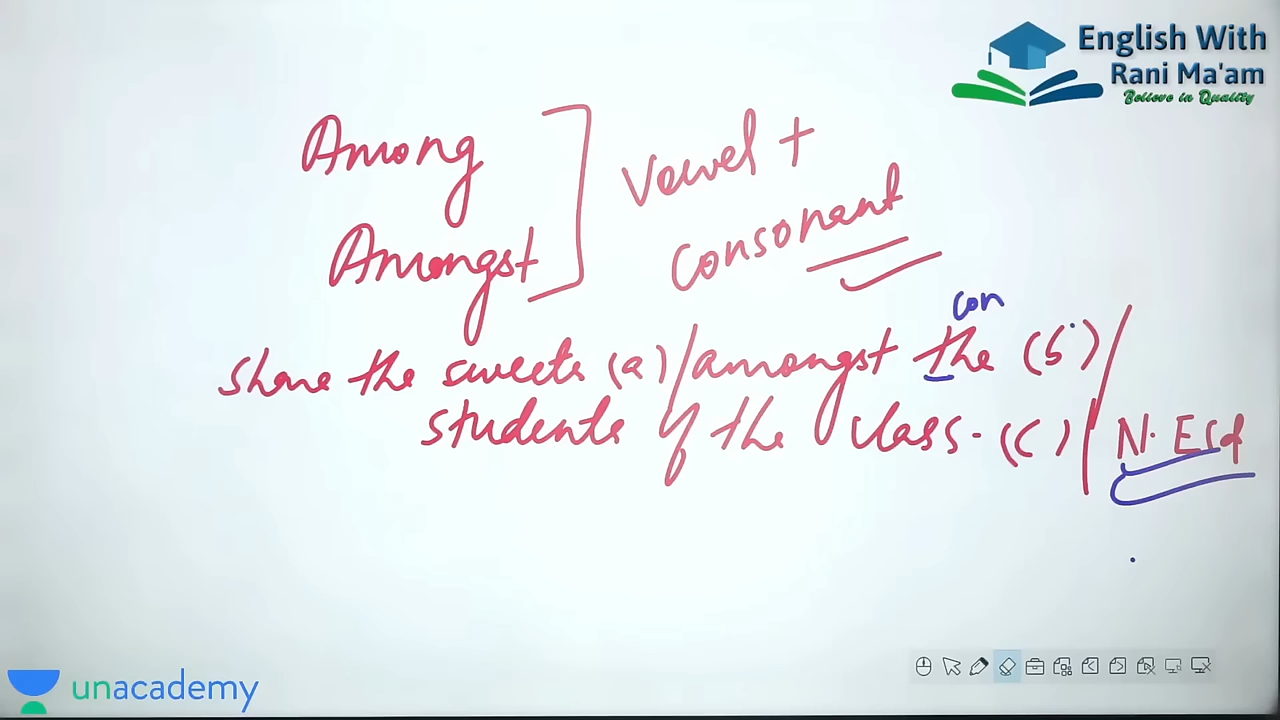 English With
Rani Ma'am
Believe in Quality
Among
Amongst
Vowel +
consonant
con
Share the sweets (a)/amongst the (b)/
students of the class. (c)/ N. E (d
unacademy